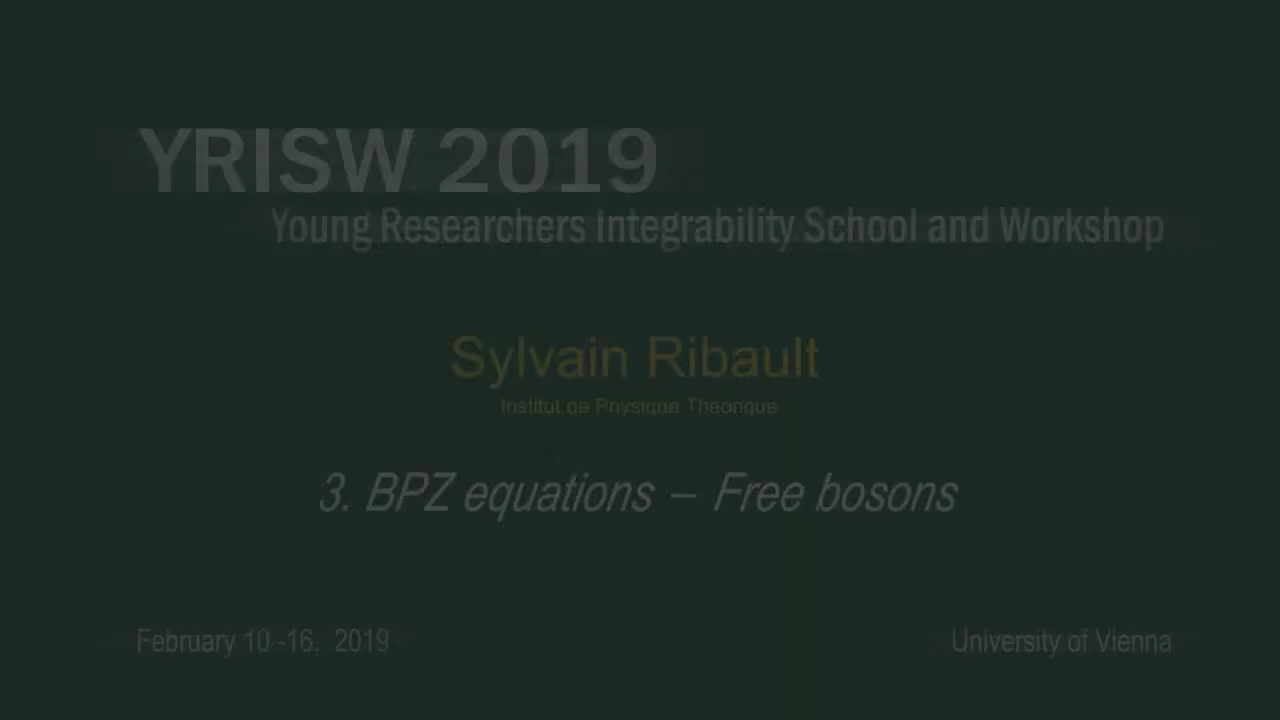 YRISW 2019
Young Researchers Integrability School and Workshop
Sylvain Ribault
Institut de Physique Théorique
3. BPZ equations – Free bosons
February 10 -16, 2019
University of Vienna